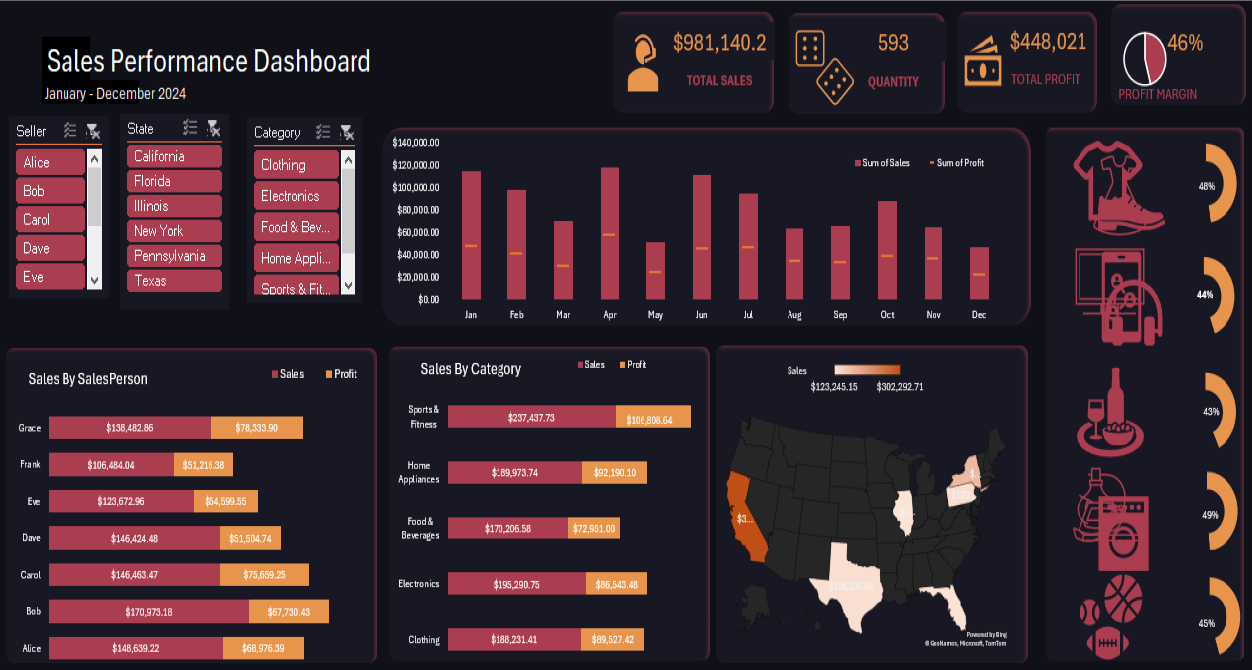 Sales Performance Dashboard
January - December 2024
$981,140.2
TOTAL SALES
593
QUANTITY
$448,021
TOTAL PROFIT
46%
PROFIT MARGIN
Seller
Alice
Bob
Carol
Dave
Eve
State
California
Florida
Illinois
New York
Pennsylvania
Texas
Category
Clothing
Electronics
Food & Bev...
Home Appli...
Sports & Fit...
$140,000.00
$120,000.00
$100,000.00
$80,000.00
$60,000.00
$40,000.00
$20,000.00
$0.00
Sum of Sales
Sum of Profit
Jan Feb Mar Apr May Jun Jul Aug Sep Oct Nov Dec
48%
44%
43%
49%
45%
Sales By SalesPerson
Sales Profit
Grace $138,482.86 $78,333.90
Frank $106,484.04 $51,216.38
Eve $123,672.96 $54,599.55
Dave $146,424.48 $51,504.74
Carol $146,463.47 $75,659.25
Bob $170,973.18 $67,730.43
Alice $148,639.22 $68,976.39
Sales By Category
Sales Profit
Sports &
Fitness
$237,437.73 $106,808.64
Home
Appliances
$189,973.74 $92,190.10
Food &
Beverages
$170,206.58 $72,951.00
Electronics $195,290.75 $86,543.48
Clothing $188,231.41 $89,527.42
Sales
$123,245.15 $302,292.71
$3...
Powered by Bing
© GeoNames, Microsoft, TomTom